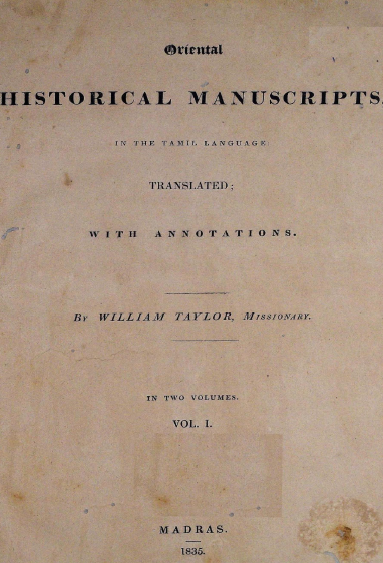 Oriental
HISTORICAL MANUSCRIPTS,
IN THE TAMIL LANGUAGE:
TRANSLATED;
WITH ANNOTATIONS.
By WILLIAM TAYLOR, Missionary.
IN TWO VOLUMES.
VOL. I.
MADRAS.
1835.